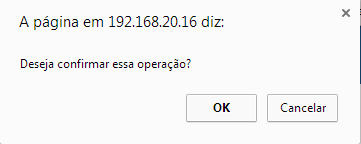 A página em 192.168.20.16 diz:
Deseja confirmar essa operação?
OK Cancelar